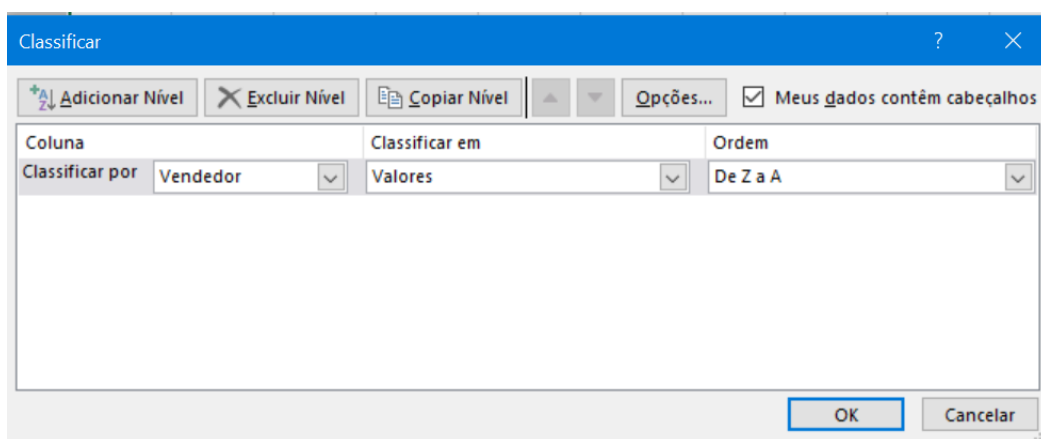 Classificar ?
Adicionar Nível Excluir Nível Copiar Nível Opções... Meus dados contêm cabeçalhos
Coluna Classificar em Ordem
Classificar por Vendedor Valores De Z a A
OK Cancelar